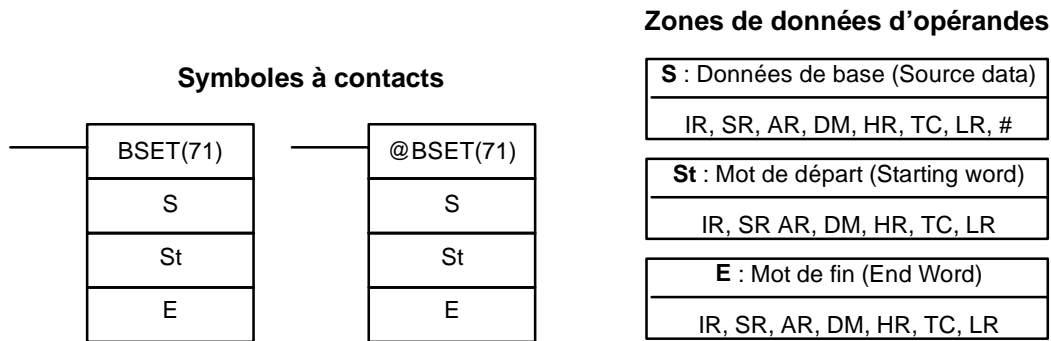 Zones de données d’opérandes
Symboles à contacts
BSET(71)
S
St
E
@BSET(71)
S
St
E
S : Données de base (Source data)
IR, SR, AR, DM, HR, TC, LR, #
St : Mot de départ (Starting word)
IR, SR AR, DM, HR, TC, LR
E : Mot de fin (End Word)
IR, SR, AR, DM, HR, TC, LR